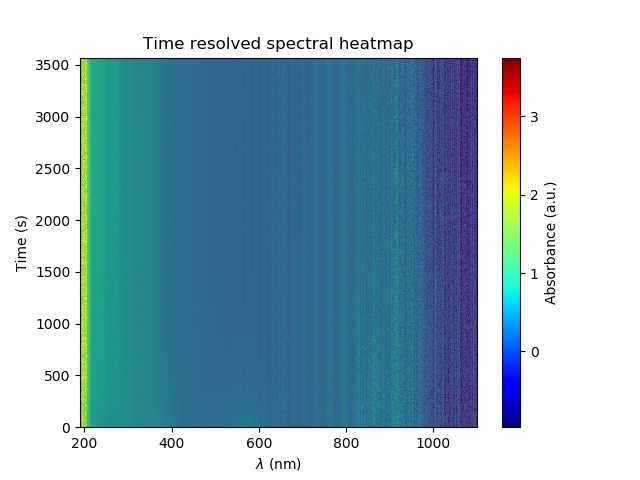 Time resolved spectral heatmap
3500
3000
2500
2000
1500
1000
500
0
Time (s)
200 400 600 800 1000
λ (nm)
3
2
1
0
Absorbance (a.u.)